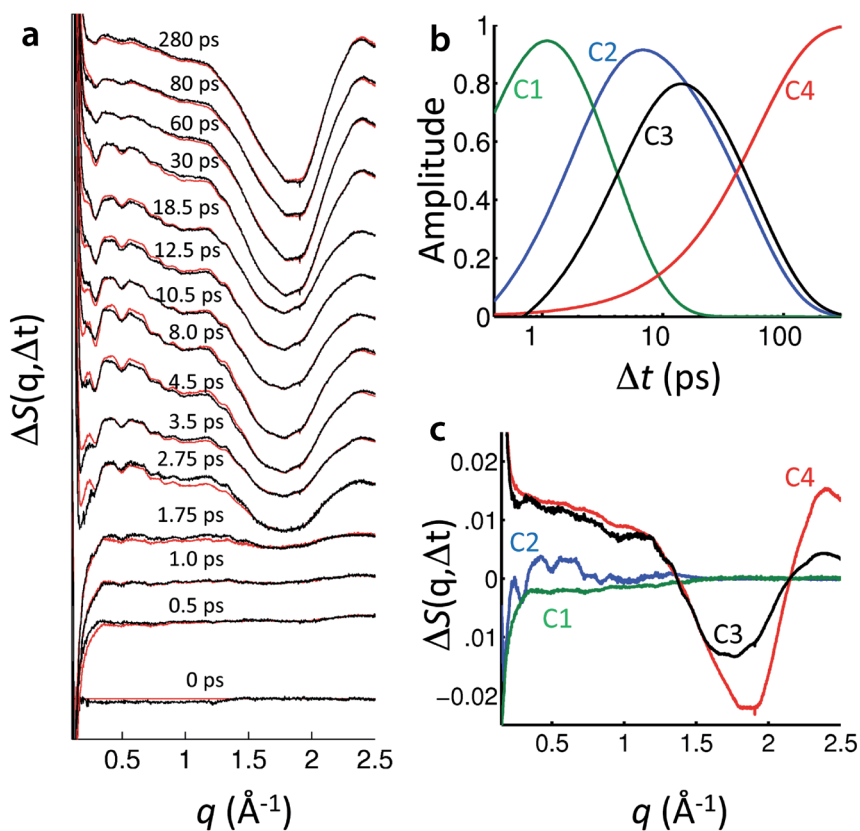 a
280 ps
80 ps
60 ps
30 ps
18.5 ps
12.5 ps
10.5 ps
8.0 ps
4.5 ps
3.5 ps
2.75 ps
1.75 ps
1.0 ps
0.5 ps
0 ps
ΔS(q,Δt)
0.5 1 1.5 2 2.5
q (Å⁻¹)
b
1
0.8
0.6
0.4
0.2
0
Amplitude
C1
C2
C3
C4
1 10 100
Δt (ps)
c
0.02
.01
0
.01
−0.02
ΔS(q,Δt)
C4
C2
C1
C3
0.5 1 1.5 2 2.5
q (Å⁻¹)